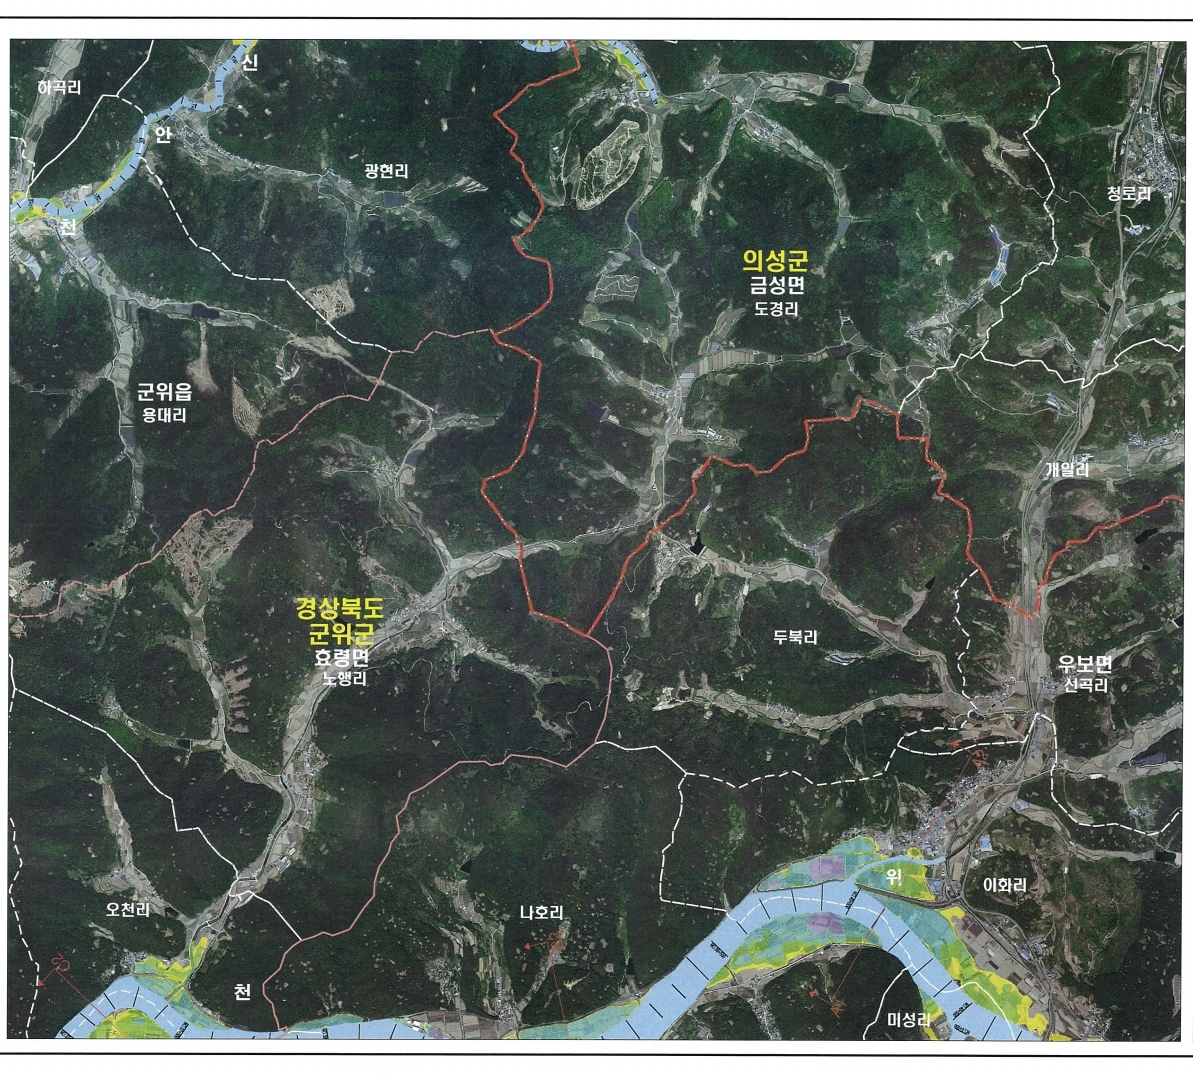 신
하곡리
안
광현리
청로리
천
의성군
금성면
도경리
군위읍
용대리
개일리
경상북도
군위군
효령면
노행리
두북리
우보면
선곡리
위
이화리
오천리
나호리
천
미성리